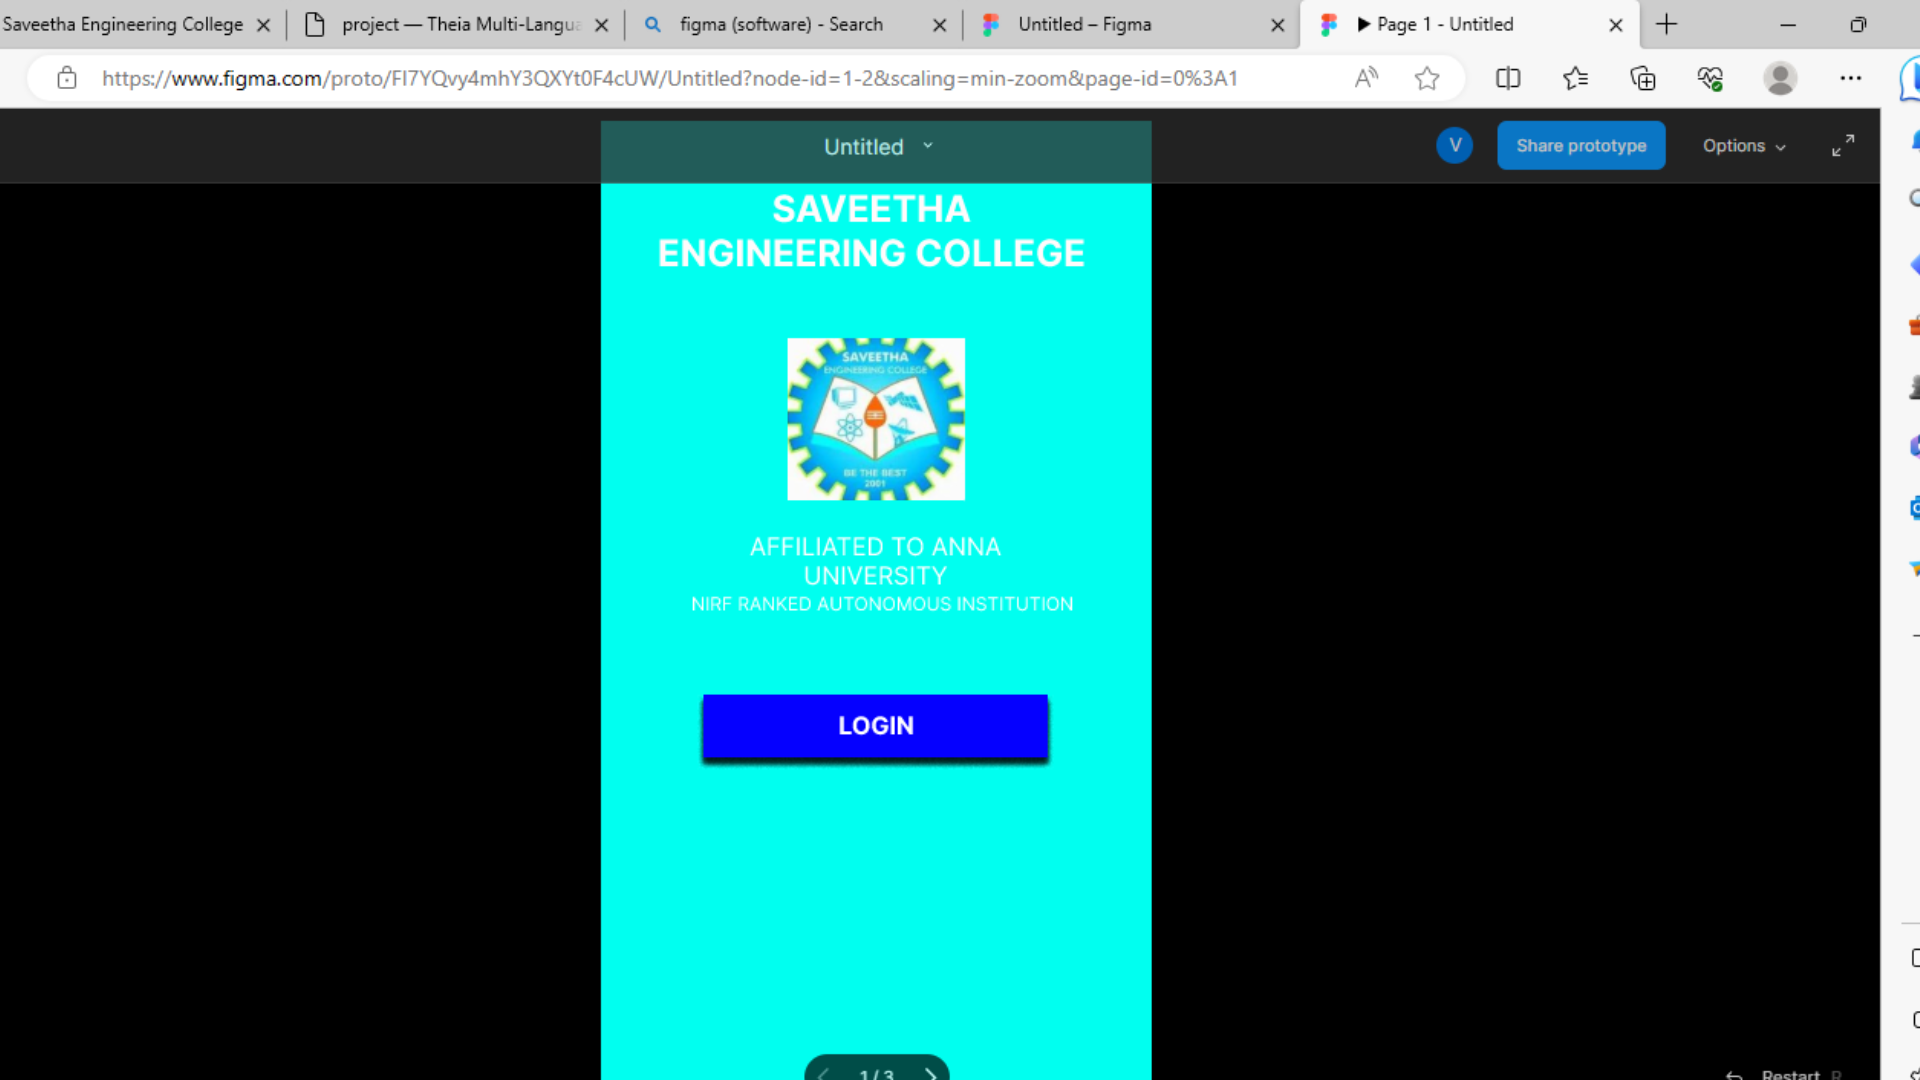 Saveetha Engineering College
project — Theia Multi-Langua
figma (software) - Search
Untitled – Figma
▶ Page 1 - Untitled
https://www.figma.com/proto/FI7YQvy4mhY3QXYt0F4cUW/Untitled?node-id=1-2&scaling=min-zoom&page-id=0%3A1
Untitled
V
Share prototype
Options
SAVEETHA
ENGINEERING COLLEGE
SAVEETHA
ENGINEERING COLLEGE
BE THE BEST
2001
AFFILIATED TO ANNA
UNIVERSITY
NIRF RANKED AUTONOMOUS INSTITUTION
LOGIN
1 / 3
Restart R